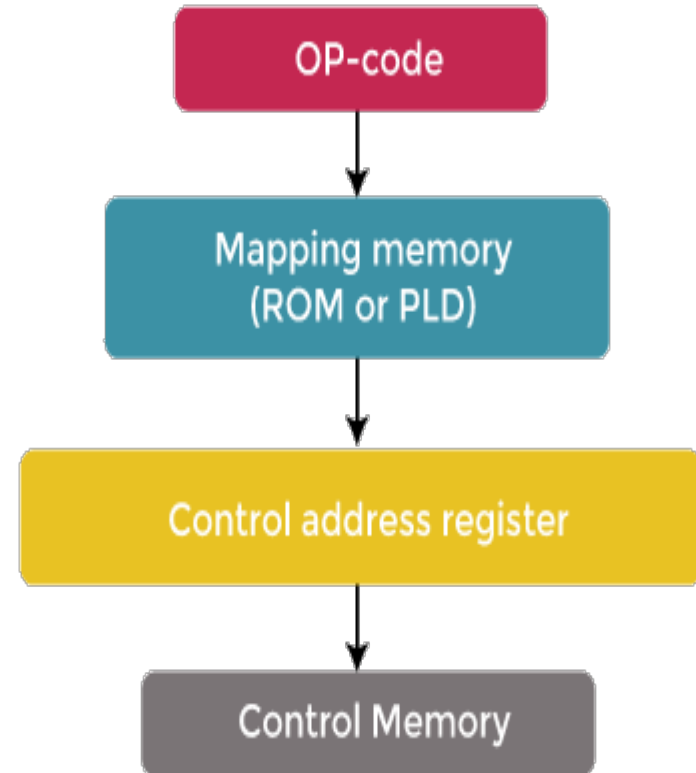 OP-code
Mapping memory
(ROM or PLD)
Control address register
Control Memory